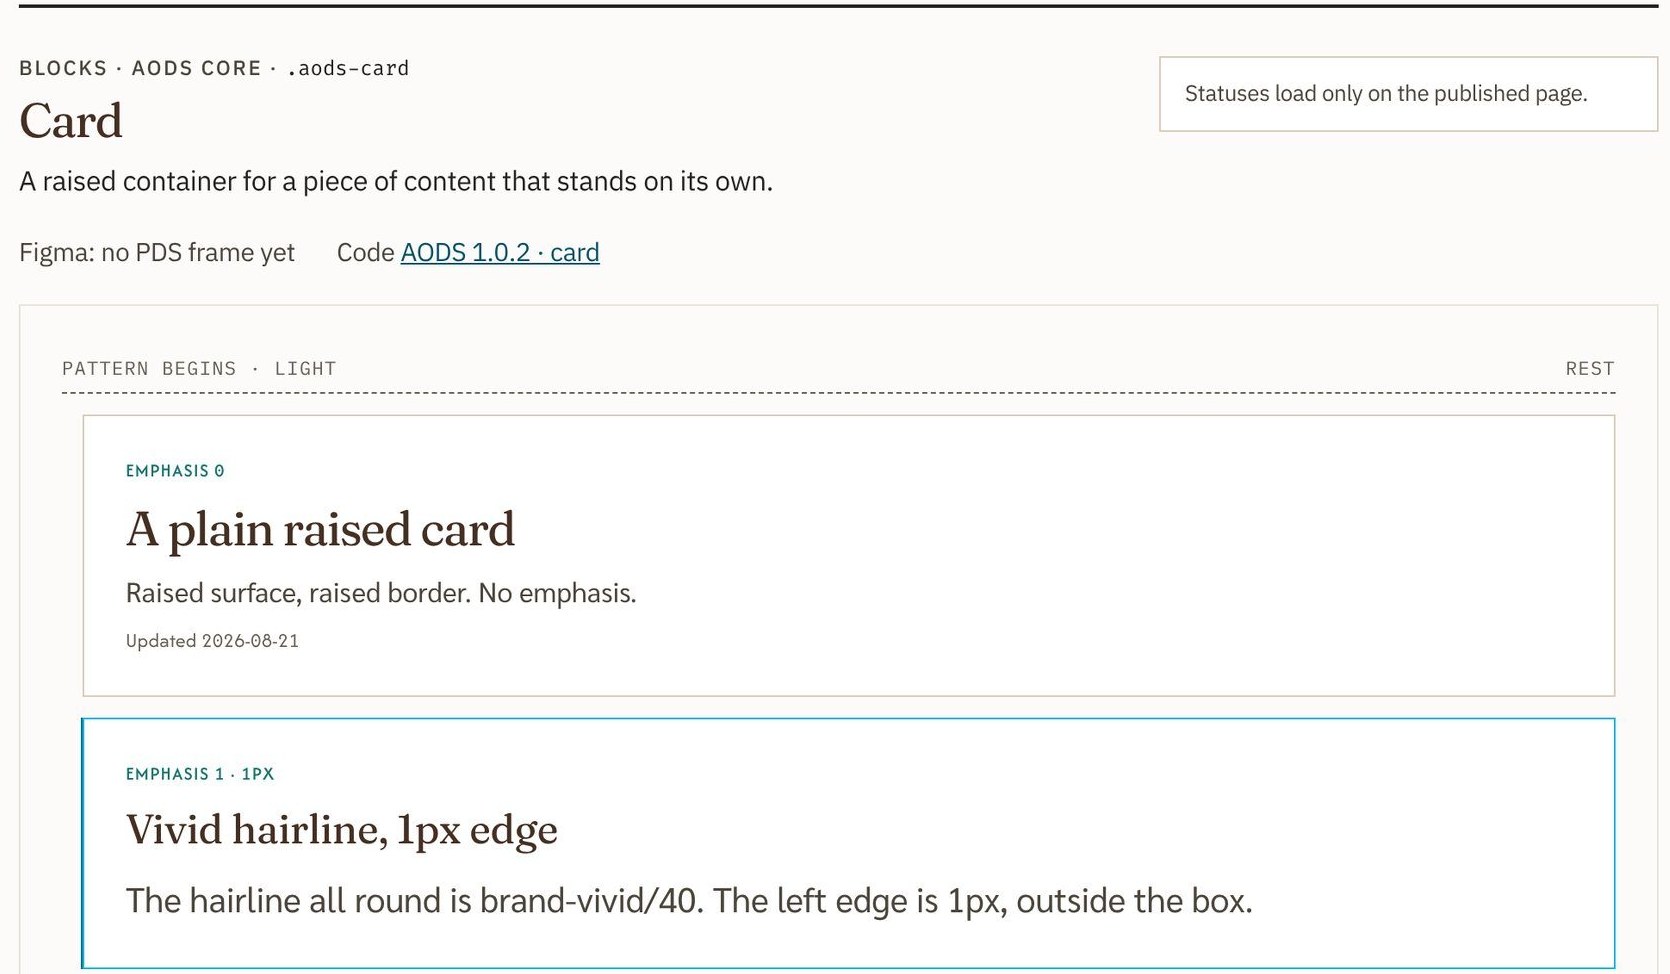 BLOCKS · AODS CORE · .aods-card
Card
A raised container for a piece of content that stands on its own.
Statuses load only on the published page.
Figma: no PDS frame yet Code AODS 1.0.2 · card
PATTERN BEGINS · LIGHT REST
EMPHASIS 0
A plain raised card
Raised surface, raised border. No emphasis.
Updated 2026-08-21
EMPHASIS 1 · 1PX
Vivid hairline, 1px edge
The hairline all round is brand-vivid/40. The left edge is 1px, outside the box.